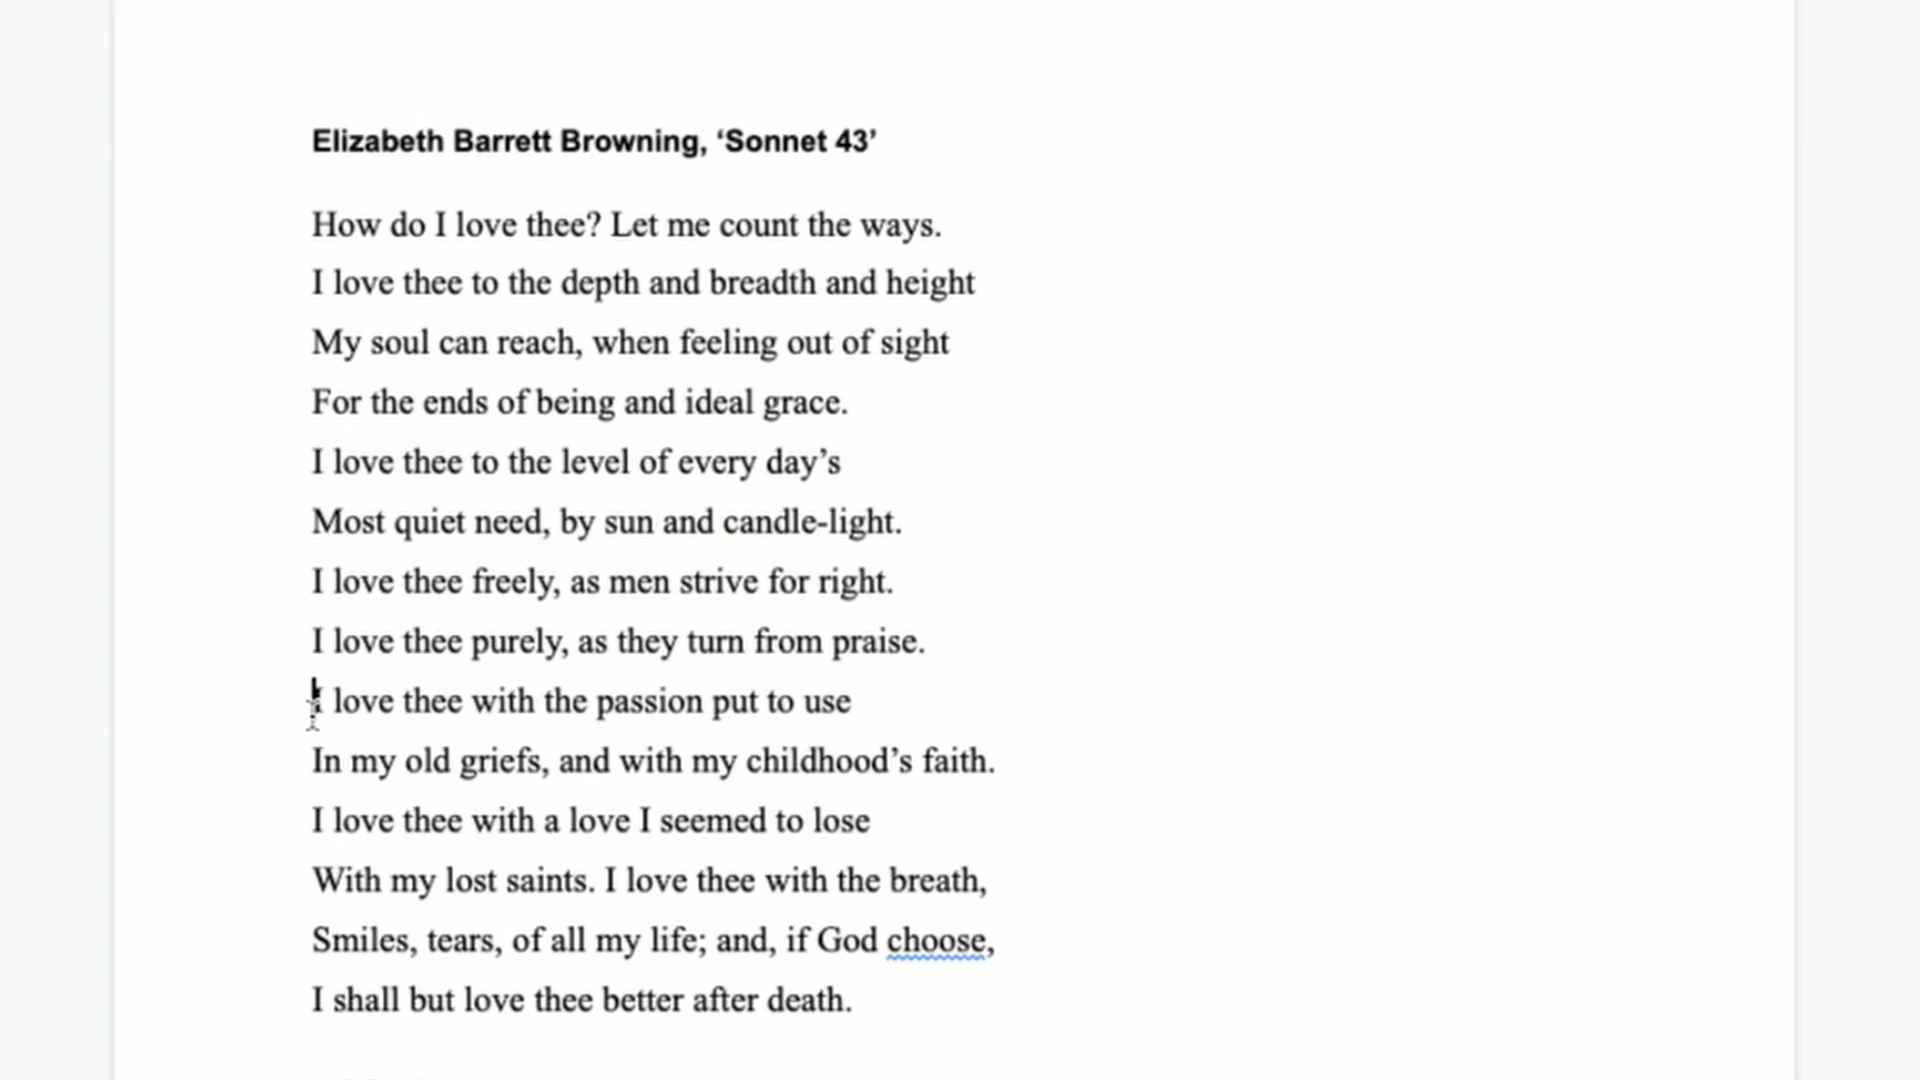 Elizabeth Barrett Browning, ‘Sonnet 43’
How do I love thee? Let me count the ways.
I love thee to the depth and breadth and height
My soul can reach, when feeling out of sight
For the ends of being and ideal grace.
I love thee to the level of every day’s
Most quiet need, by sun and candle-light.
I love thee freely, as men strive for right.
I love thee purely, as they turn from praise.
I love thee with the passion put to use
In my old griefs, and with my childhood’s faith.
I love thee with a love I seemed to lose
With my lost saints. I love thee with the breath,
Smiles, tears, of all my life; and, if God choose,
I shall but love thee better after death.